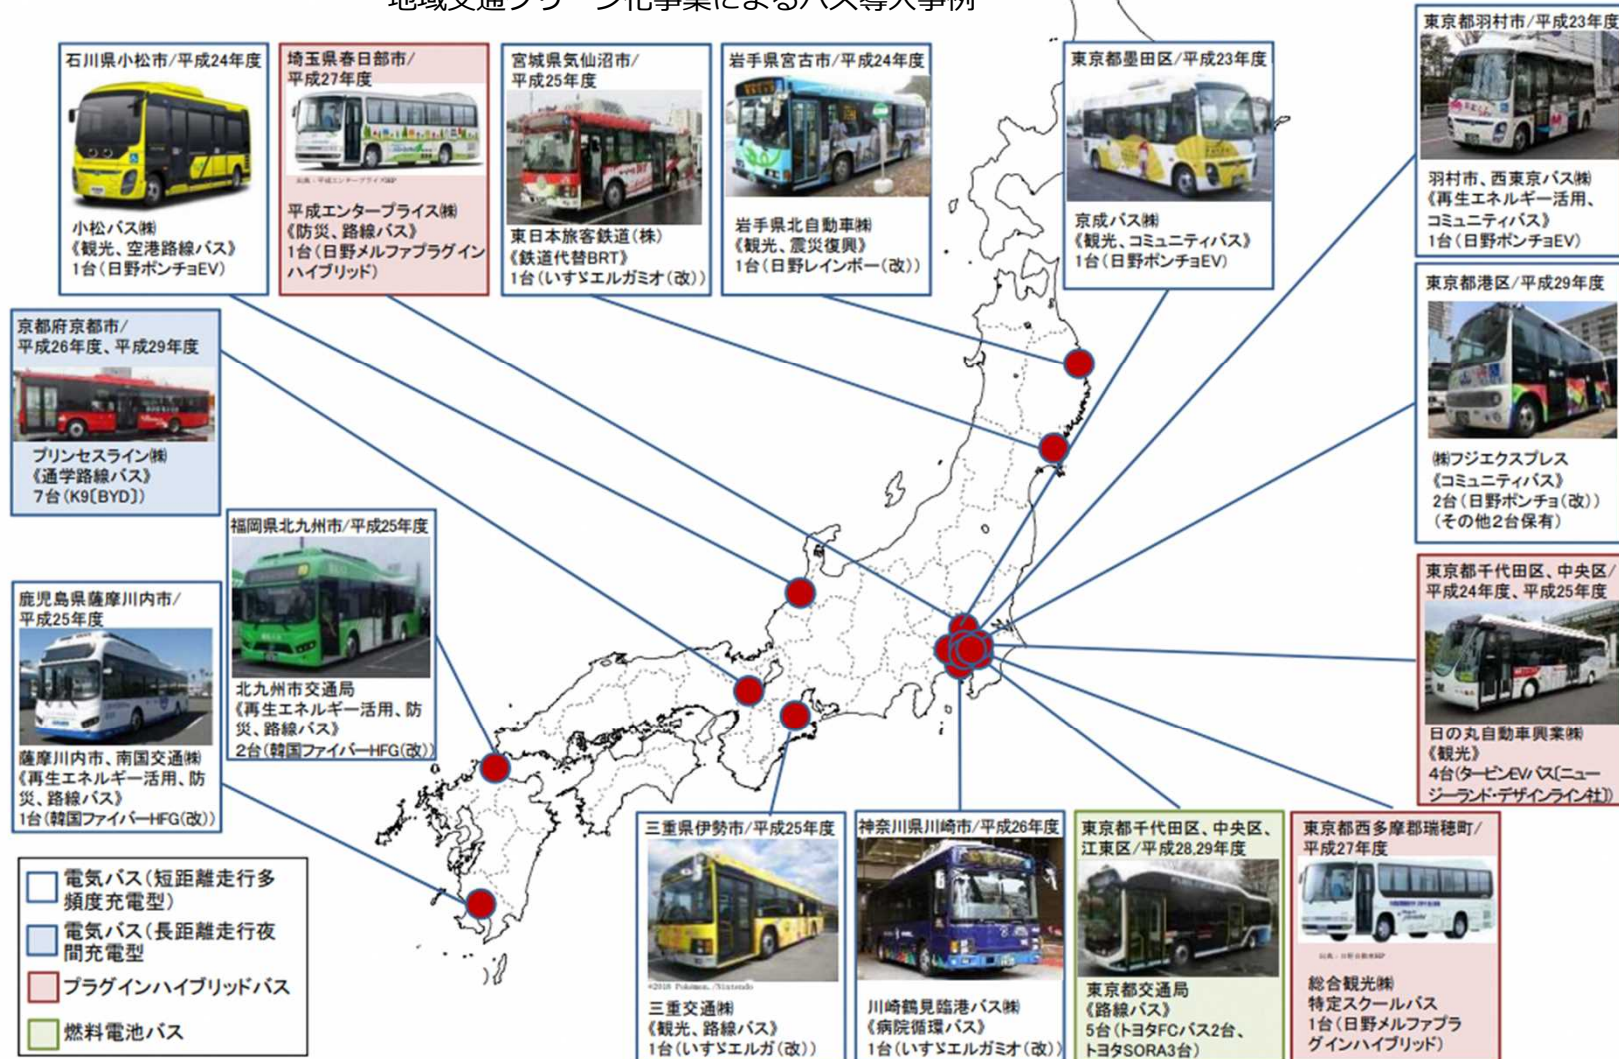 地域交通グリーン化事業によるバス導入事例
石川県小松市/平成24年度
小松バス㈱
《観光、空港路線バス》
1台(日野ポンチョEV)
埼玉県春日部市/
平成27年度
出典：平成エンタープライズHP
平成エンタープライズ㈱
《防災、路線バス》
1台(日野メルファプラグイン
ハイブリッド)
宮城県気仙沼市/
平成25年度
東日本旅客鉄道(株)
《鉄道代替BRT》
1台(いすゞエルガミオ(改))
岩手県宮古市/平成24年度
岩手県北自動車㈱
《観光、震災復興》
1台(日野レインボー(改))
東京都墨田区/平成23年度
京成バス㈱
《観光、コミュニティバス》
1台(日野ポンチョEV)
東京都羽村市/平成23年度
羽村市、西東京バス㈱
《再生エネルギー活用、
コミュニティバス》
1台(日野ポンチョEV)
東京都港区/平成29年度
㈱フジエクスプレス
《コミュニティバス》
2台(日野ポンチョ(改))
(その他2台保有)
京都府京都市/
平成26年度、平成29年度
プリンセスライン㈱
《通学路線バス》
7台(K9〔BYD〕)
福岡県北九州市/平成25年度
北九州市交通局
《再生エネルギー活用、防
災、路線バス》
2台(韓国ファイバーHFG(改))
鹿児島県薩摩川内市/
平成25年度
薩摩川内市、南国交通㈱
《再生エネルギー活用、防
災、路線バス》
1台(韓国ファイバーHFG(改))
東京都千代田区、中央区/
平成24年度、平成25年度
日の丸自動車興業㈱
《観光》
4台(タービンEVバス〔ニュー
ジーランド・デザインライン社〕)
三重県伊勢市/平成25年度
©2018 Pokémon./Nintendo
三重交通㈱
《観光、路線バス》
1台(いすゞエルガ(改))
神奈川県川崎市/平成26年度
川崎鶴見臨港バス㈱
《病院循環バス》
1台(いすゞエルガミオ(改))
東京都千代田区、中央区、
江東区/平成28,29年度
東京都交通局
《路線バス》
5台(トヨタFCバス2台、
トヨタSORA3台)
東京都西多摩郡瑞穂町/
平成27年度
出典：日野自動車HP
総合観光㈱
特定スクールバス
1台(日野メルファプラ
グインハイブリッド)
電気バス(短距離走行多
頻度充電型)
電気バス(長距離走行夜
間充電型
プラグインハイブリッドバス
燃料電池バス